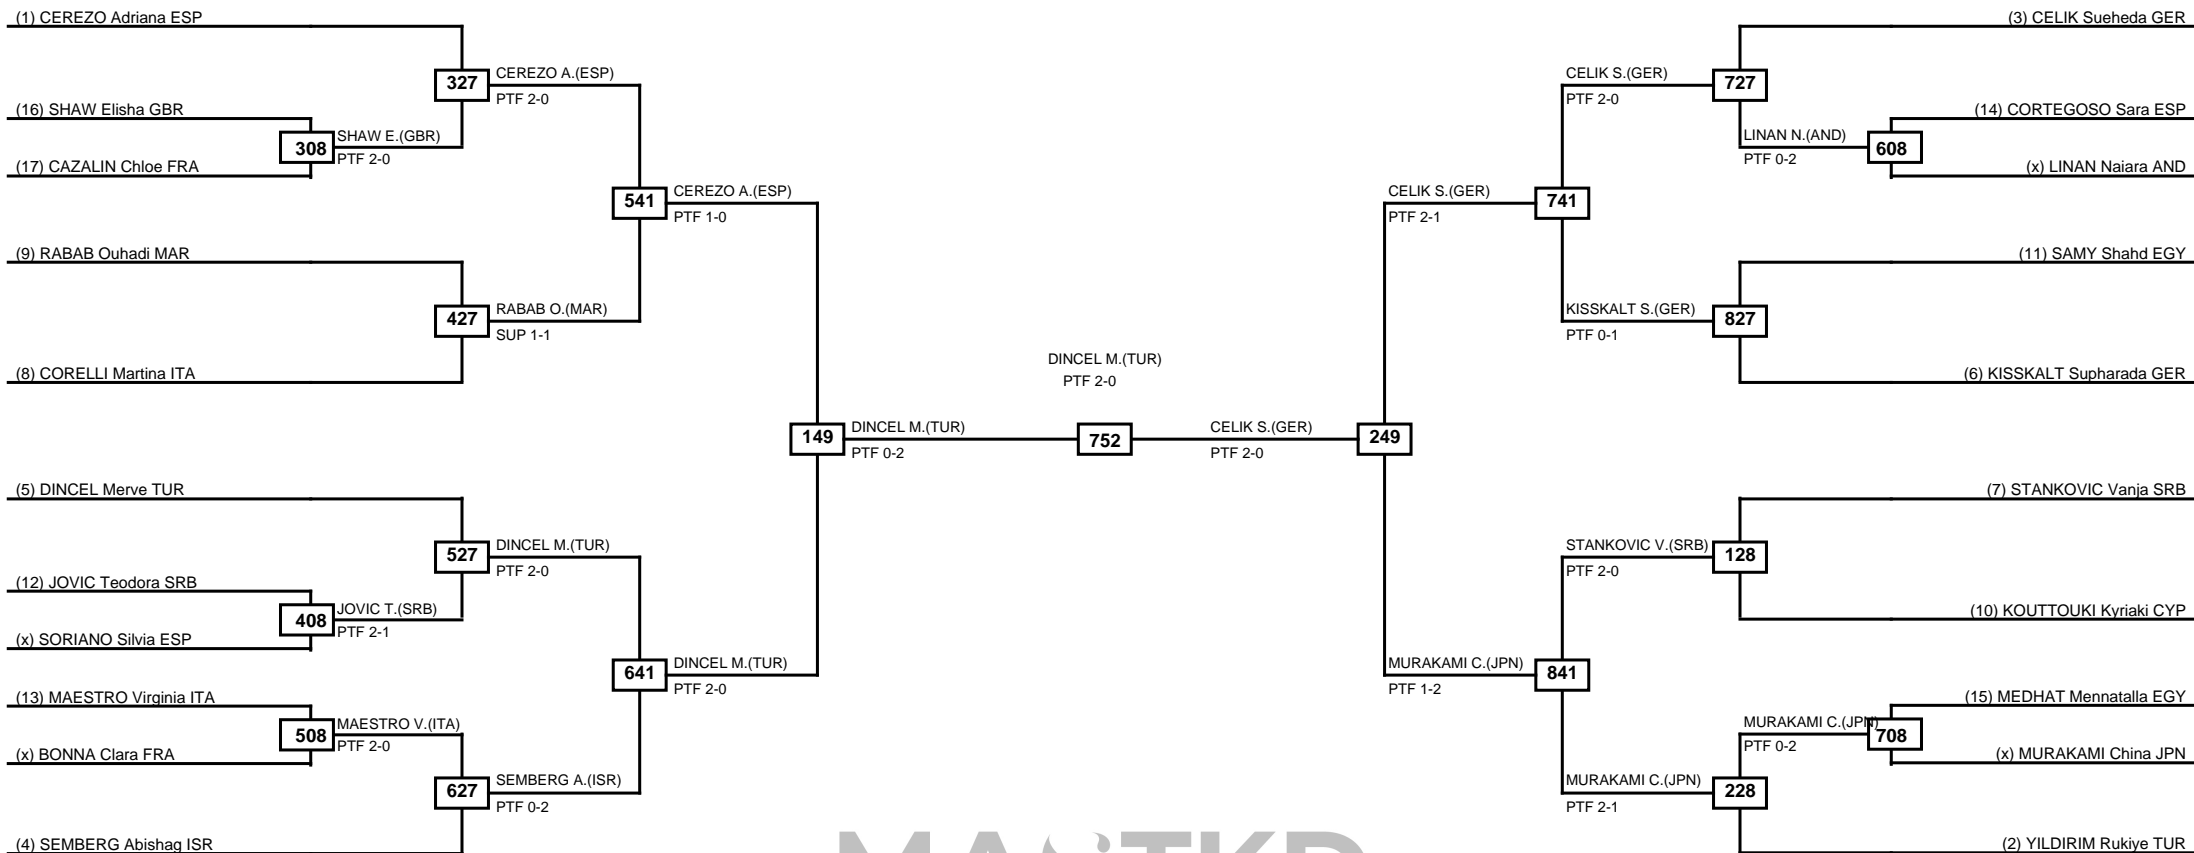 (1) CEREZO Adriana ESP
327
CEREZO A.(ESP)
PTF 2-0
(16) SHAW Elisha GBR
308
SHAW E.(GBR)
PTF 2-0
(17) CAZALIN Chloe FRA
541
CEREZO A.(ESP)
PTF 1-0
(9) RABAB Ouhadi MAR
427
RABAB O.(MAR)
SUP 1-1
(8) CORELLI Martina ITA
149
DINCEL M.(TUR)
PTF 0-2
(5) DINCEL Merve TUR
527
DINCEL M.(TUR)
PTF 2-0
(12) JOVIC Teodora SRB
408
JOVIC T.(SRB)
PTF 2-1
(x) SORIANO Silvia ESP
641
DINCEL M.(TUR)
PTF 2-0
(13) MAESTRO Virginia ITA
508
MAESTRO V.(ITA)
PTF 2-0
(x) BONNA Clara FRA
627
SEMBERG A.(ISR)
PTF 0-2
(4) SEMBERG Abishag ISR
DINCEL M.(TUR)
PTF 2-0
752
(3) CELIK Sueheda GER
CELIK S.(GER)
PTF 2-0
727
(14) CORTEGOSO Sara ESP
LINAN N.(AND)
PTF 0-2
608
(x) LINAN Naiara AND
CELIK S.(GER)
PTF 2-1
741
(11) SAMY Shahd EGY
KISSKALT S.(GER)
PTF 0-1
827
(6) KISSKALT Supharada GER
CELIK S.(GER)
PTF 2-0
249
(7) STANKOVIC Vanja SRB
STANKOVIC V.(SRB)
PTF 2-0
128
(10) KOUTTOUKI Kyriaki CYP
MURAKAMI C.(JPN)
PTF 1-2
841
(15) MEDHAT Mennatalla EGY
MURAKAMI C.(JPN)
PTF 0-2
708
(x) MURAKAMI China JPN
MURAKAMI C.(JPN)
PTF 2-1
228
(2) YILDIRIM Rukiye TUR